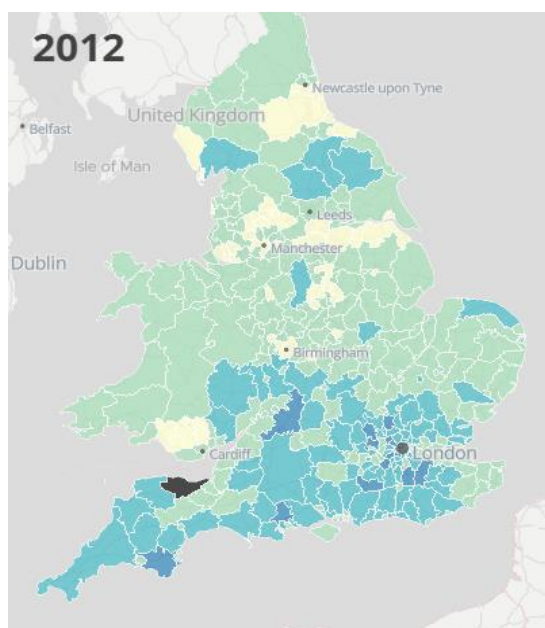 2012
Newcastle upon Tyne
United Kingdom
Belfast
Isle of Man
Leeds
Manchester
Dublin
Birmingham
Cardiff
London